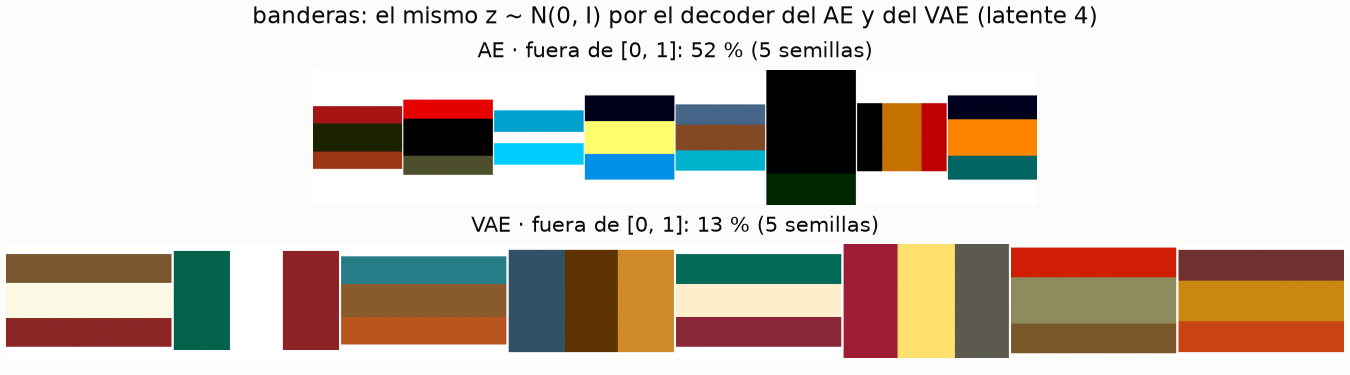 banderas: el mismo z ~ N(0, I) por el decoder del AE y del VAE (latente 4)
AE · fuera de [0, 1]: 52 % (5 semillas)
VAE · fuera de [0, 1]: 13 % (5 semillas)